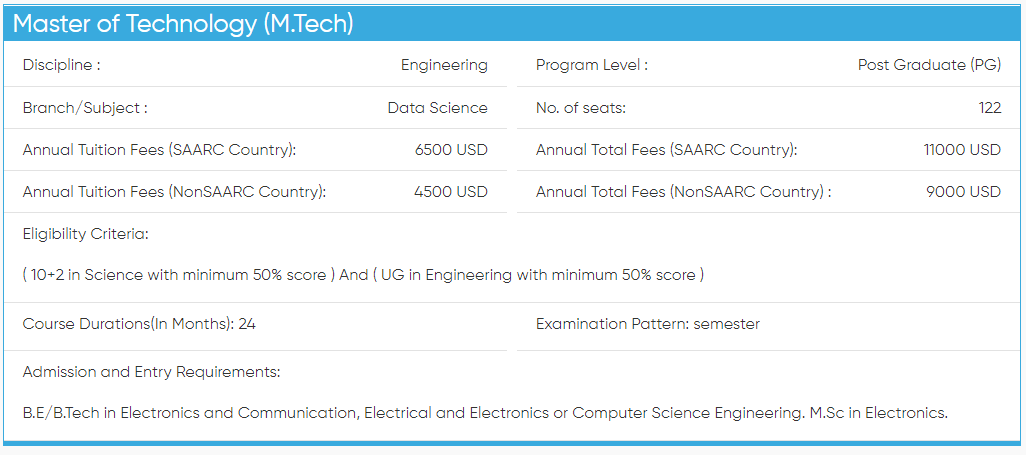 Master of Technology (M.Tech)
Discipline : Engineering Program Level : Post Graduate (PG)
Branch/Subject : Data Science No. of seats: 122
Annual Tuition Fees (SAARC Country): 6500 USD Annual Total Fees (SAARC Country): 11000 USD
Annual Tuition Fees (NonSAARC Country): 4500 USD Annual Total Fees (NonSAARC Country) : 9000 USD
Eligibility Criteria:
( 10+2 in Science with minimum 50% score ) And ( UG in Engineering with minimum 50% score )
Course Durations(In Months): 24 Examination Pattern: semester
Admission and Entry Requirements:
B.E/B.Tech in Electronics and Communication, Electrical and Electronics or Computer Science Engineering. M.Sc in Electronics.